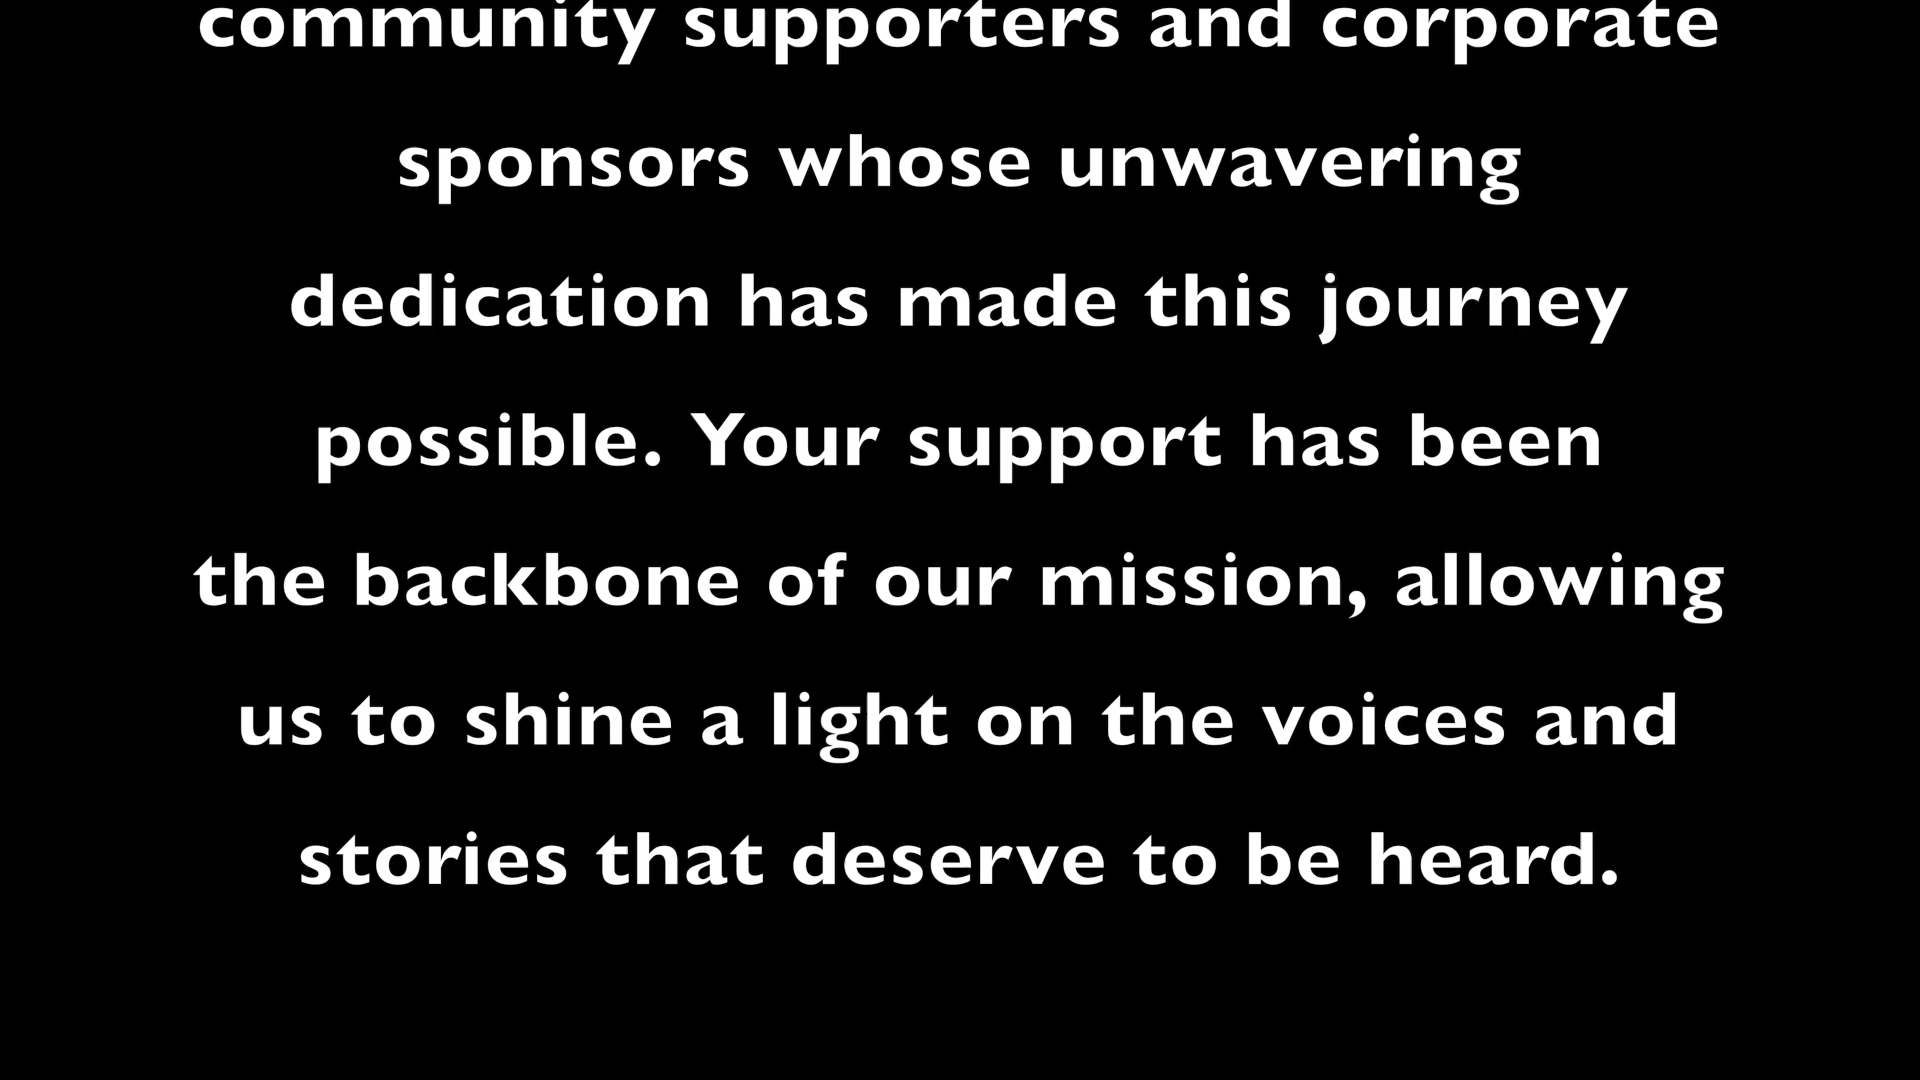 community supporters and corporate
sponsors whose unwavering
dedication has made this journey
possible. Your support has been
the backbone of our mission, allowing
us to shine a light on the voices and
stories that deserve to be heard.